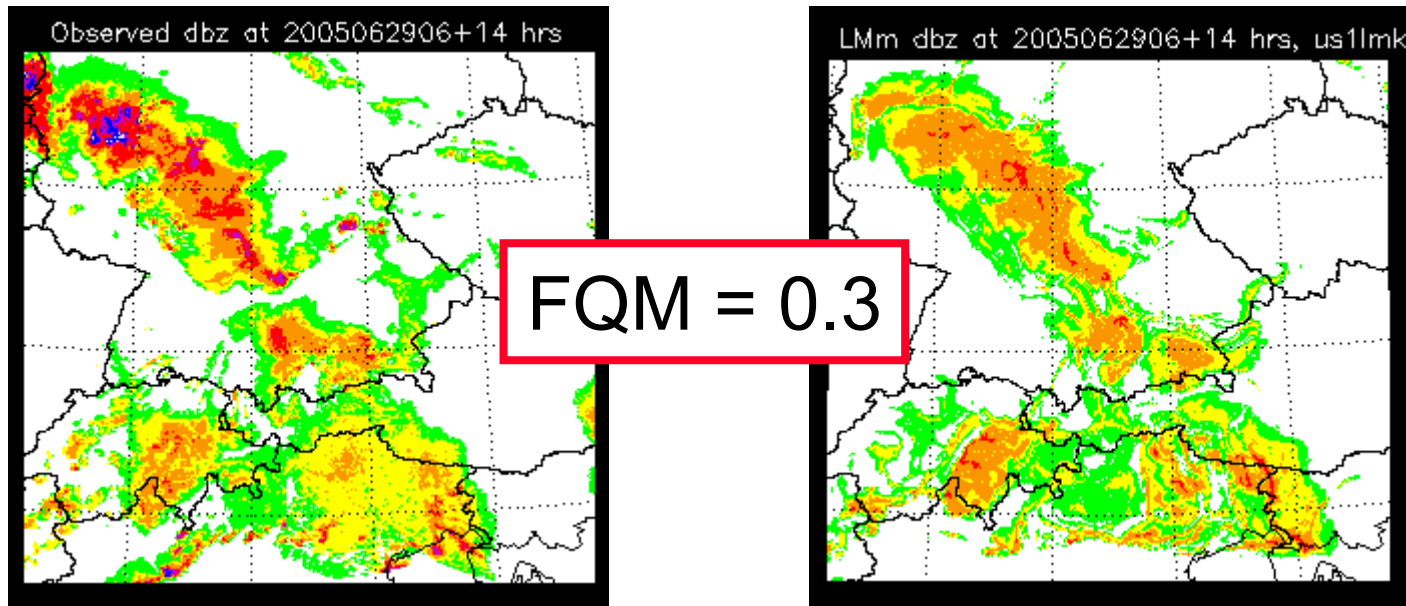 Observed dbz at 2005062906+14 hrs
LMm dbz at 2005062906+14 hrs, us1lmk
FQM = 0.3